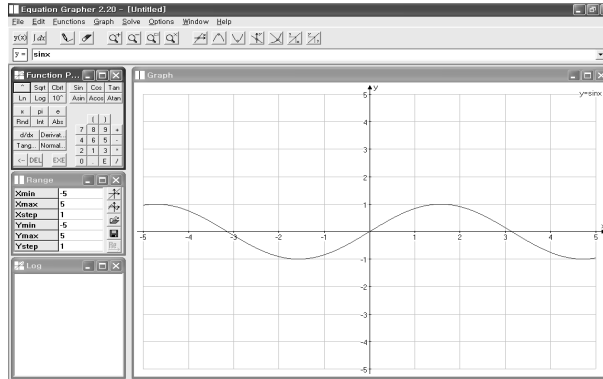 Equation Grapher 2.20 - [Untitled]
File Edit Functions Graph Solve Options Window Help
y(x) ∫dx
y = sinx
Function P...
^ Sqrt Cbrt Sin Cos Tan
Ln Log 10^ Asin Acos Atan
x pi e
( )
Rnd Int Abs
7 8 9 +
d/dx Derivat...
4 5 6 -
Tang... Normal...
2 1 3 *
<- DEL EXE 0 . E /
Range
Xmin -5
Xmax 5
Xstep 1
Ymin -5
Ymax 5
Ystep 1
Log
Graph
y
y=sinx
5
4
3
2
1
-5 -4 -3 -2 -1 0 1 2 3 4 5
-1
-2
-3
-4
-5